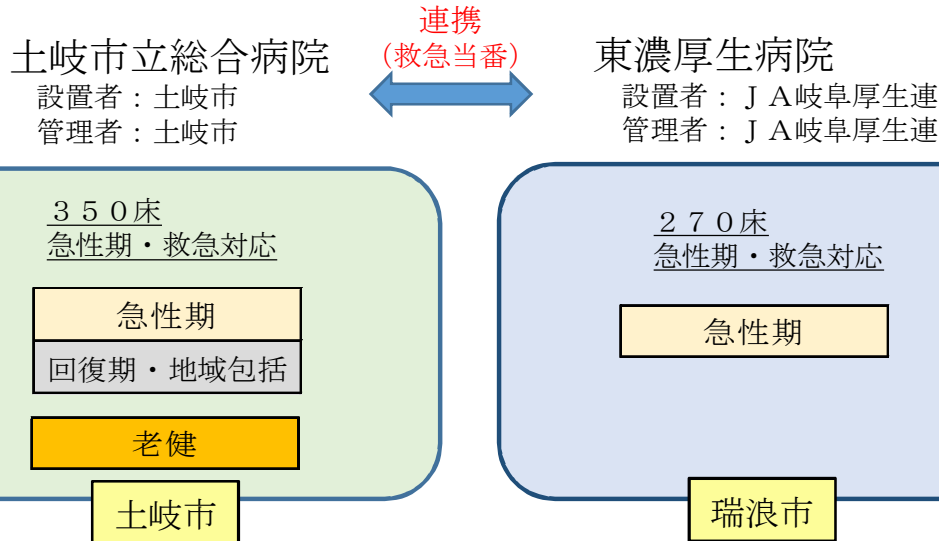 連携
(救急当番)
土岐市立総合病院
設置者：土岐市
管理者：土岐市
東濃厚生病院
設置者：ＪＡ岐阜厚生連
管理者：ＪＡ岐阜厚生連
３５０床
急性期・救急対応
急性期
回復期・地域包括
老健
土岐市
２７０床
急性期・救急対応
急性期
瑞浪市